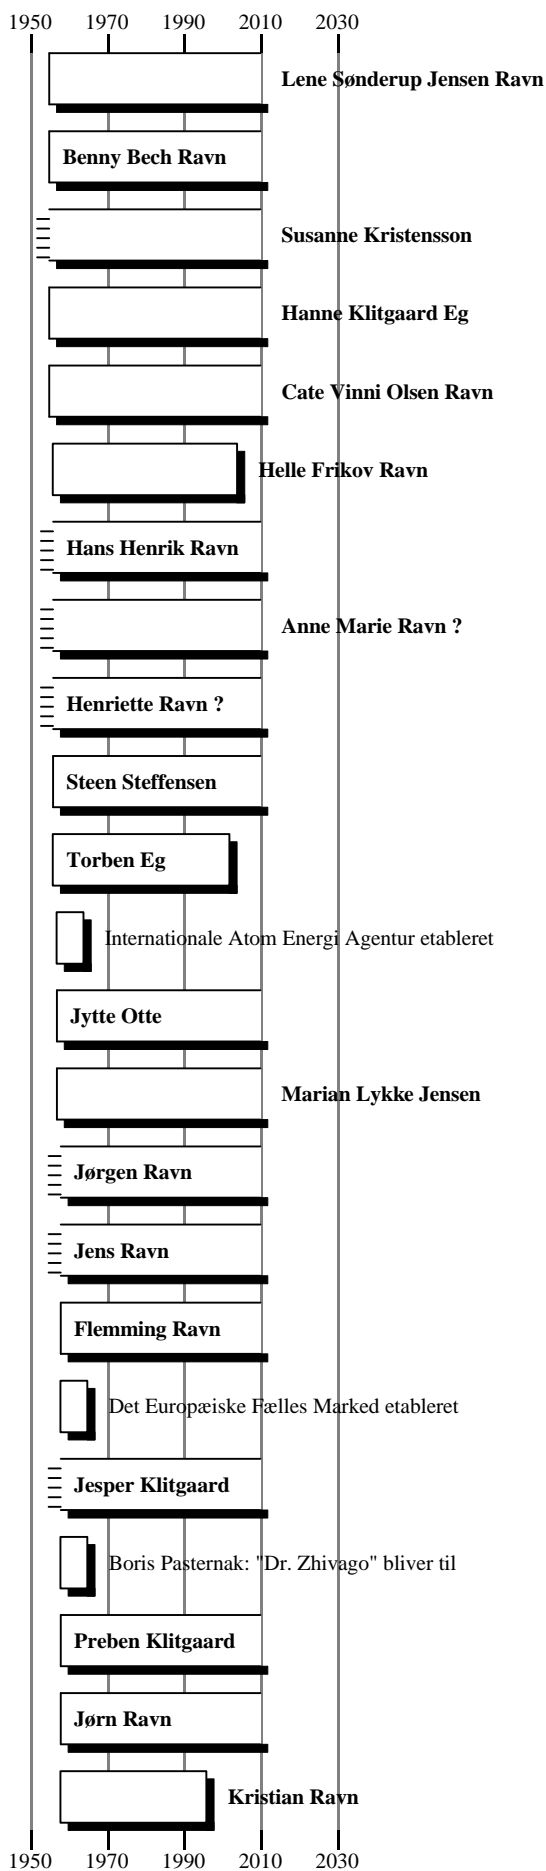 1950 1970 1990 2010 2030
Lene Sønderup Jensen Ravn
Benny Bech Ravn
Susanne Kristensson
Hanne Klitgaard Eg
Cate Vinni Olsen Ravn
Helle Frikov Ravn
Hans Henrik Ravn
Anne Marie Ravn ?
Henriette Ravn ?
Steen Steffensen
Torben Eg
Internationale Atom Energi Agentur etableret
Jytte Otte
Marian Lykke Jensen
Jørgen Ravn
Jens Ravn
Flemming Ravn
Det Europæiske Fælles Marked etableret
Jesper Klitgaard
Boris Pasternak: "Dr. Zhivago" bliver til
Preben Klitgaard
Jørn Ravn
Kristian Ravn
1950 1970 1990 2010 2030